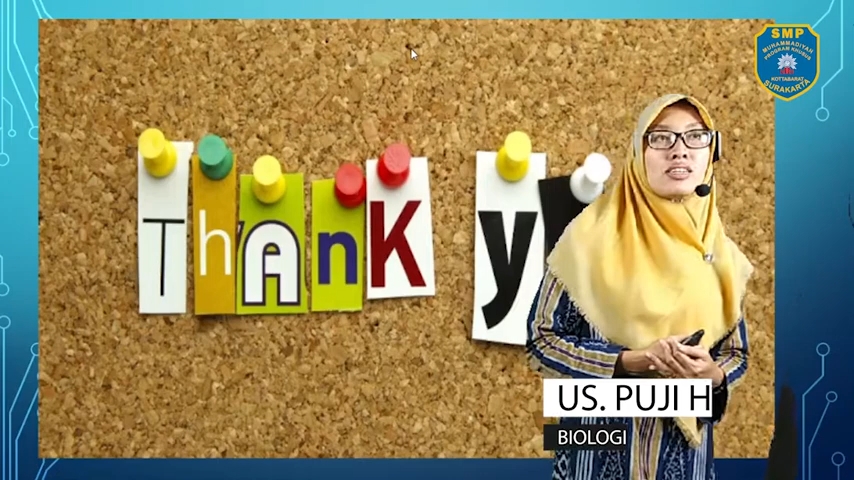 SMP
MUHAMMADIYAH
PROGRAM KHUSUS
KOTTABARAT
SURAKARTA
Thank y
US. PUJI H
BIOLOGI